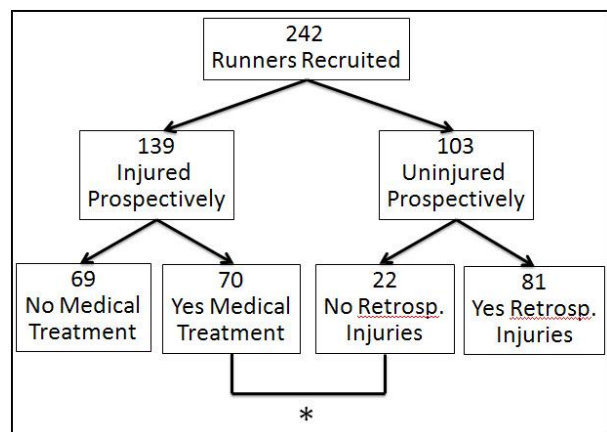 242
Runners Recruited
139
Injured
Prospectively
103
Uninjured
Prospectively
69
No Medical
Treatment
70
Yes Medical
Treatment
22
No Retrosp.
Injuries
81
Yes Retrosp.
Injuries
*